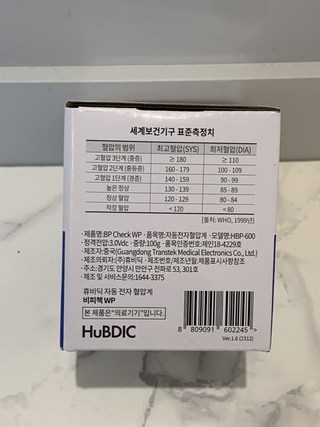 세계보건기구 표준측정치
혈압의 범위 최고혈압(SYS) 최저혈압(DIA)
고혈압 3단계 (중증) ≥ 180 ≥ 110
고혈압 2단계 (중등증) 160 - 179 100 - 109
고혈압 1단계 (경증) 140 - 159 90 - 99
높은 정상 130 - 139 85 - 89
정상 혈압 120 - 129 80 - 84
적정 혈압 < 120 < 80
[출처: WHO, 1999년]
·제품명:BP Check WP ·품목명:자동전자혈압계 ·모델명:HBP-600
·정격전압:3.0Vdc ·중량:100g ·품목인증번호:제인18-4229호
·제조자:중국(Guangdong Transtek Medical Electronics Co., Ltd.)
·제조의뢰자:(주)휴비딕 ·제조번호/제조년월:제품표시사항참조
·주소:경기도 안양시 만안구 전파로 53, 301호
·제조 및 서비스문의:1644-3375
휴비딕 자동 전자 혈압계
비피첵 WP
본 제품은 "의료기기"입니다.
HuBDIC
8 809091 602245 >
Ver.1.6 (2312)